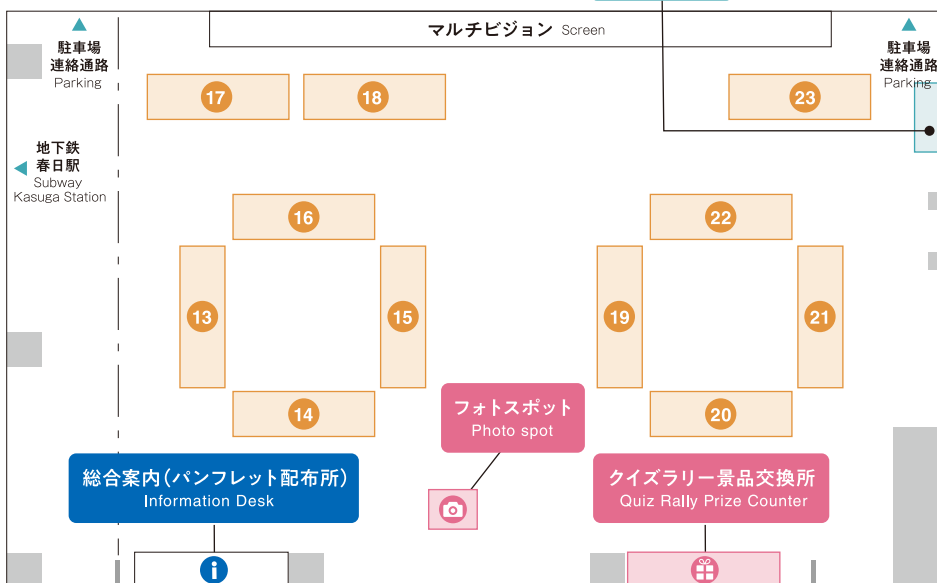 マルチビジョン Screen
駐車場
連絡通路
Parking
駐車場
連絡通路
Parking
17
18
23
地下鉄
春日駅
Subway
Kasuga Station
16
22
13
15
19
21
14
20
フォトスポット
Photo spot
総合案内(パンフレット配布所)
Information Desk
クイズラリー景品交換所
Quiz Rally Prize Counter
i